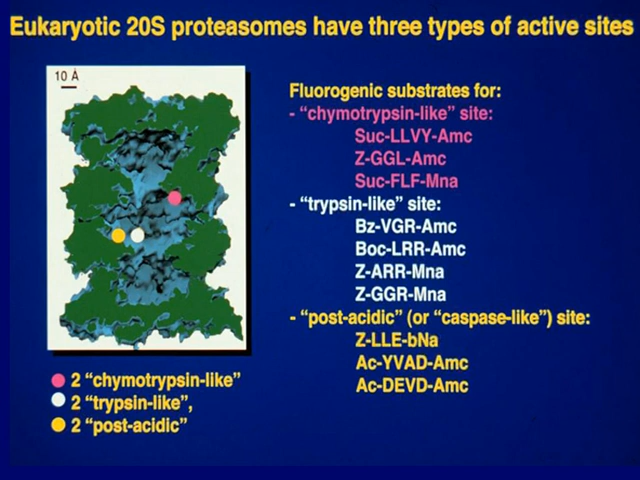 Eukaryotic 20S proteasomes have three types of active sites
10 Å
Fluorogenic substrates for:
- “chymotrypsin-like” site:
Suc-LLVY-Amc
Z-GGL-Amc
Suc-FLF-Mna
- “trypsin-like” site:
Bz-VGR-Amc
Boc-LRR-Amc
Z-ARR-Mna
Z-GGR-Mna
- “post-acidic” (or “caspase-like”) site:
Z-LLE-bNa
Ac-YVAD-Amc
Ac-DEVD-Amc
2 “chymotrypsin-like”
2 “trypsin-like”,
2 “post-acidic”